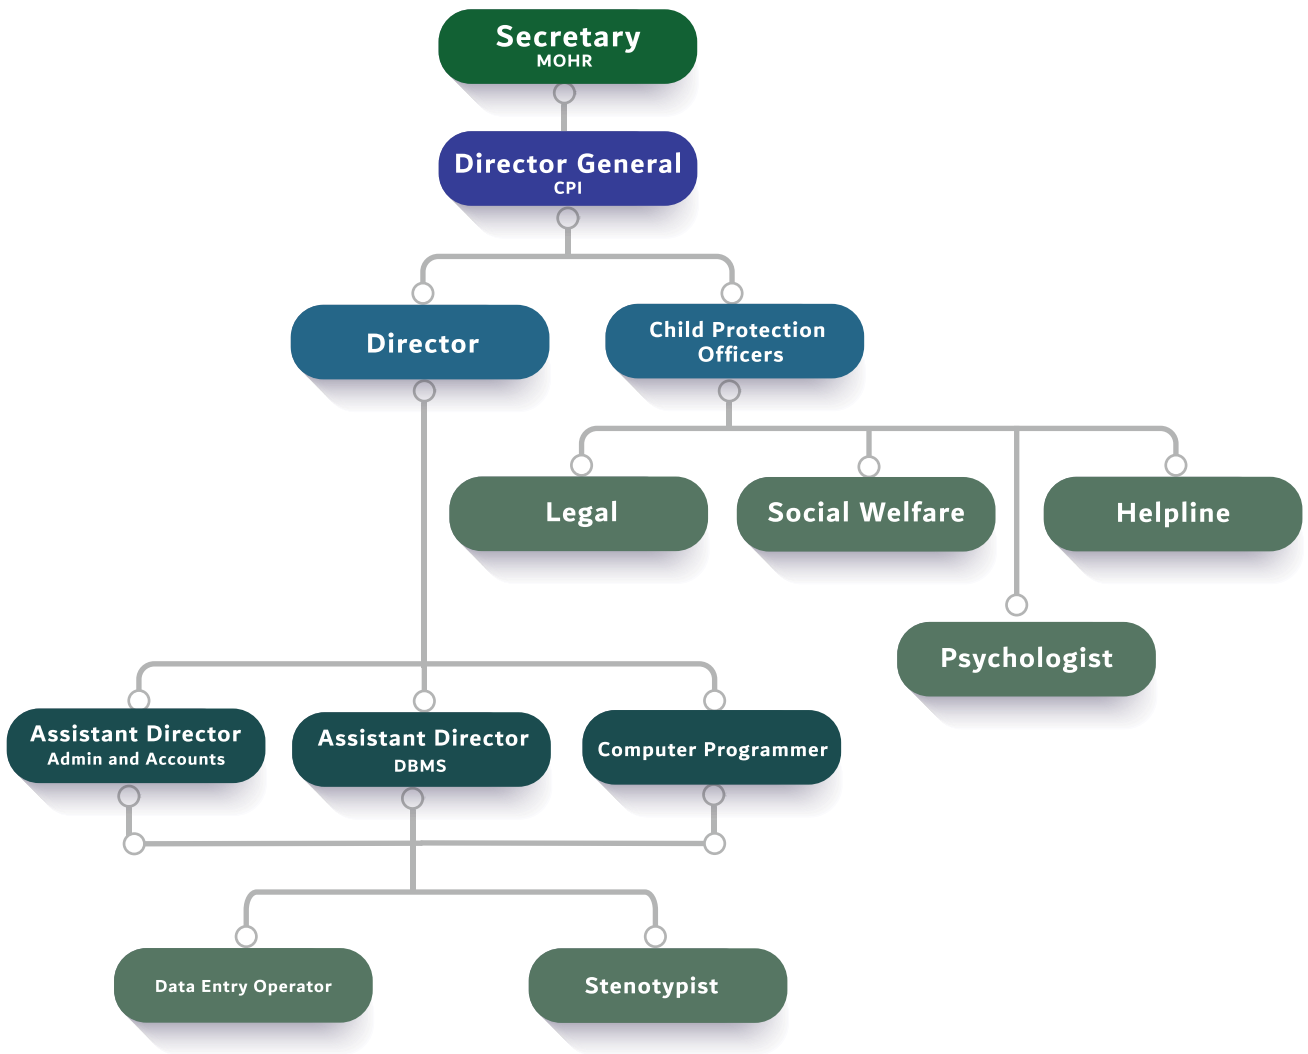 Secretary
MOHR
Director General
CPI
Director
Child Protection
Officers
Legal
Social Welfare
Helpline
Psychologist
Assistant Director
Admin and Accounts
Assistant Director
DBMS
Computer Programmer
Data Entry Operator
Stenotypist